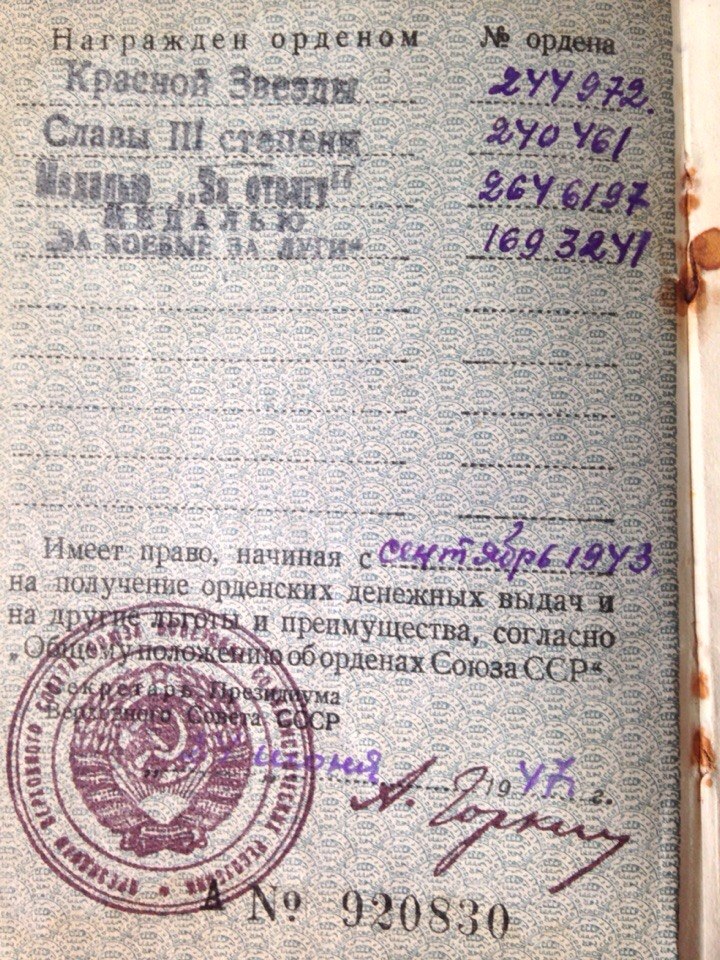 Награжден орденом № ордена
Красной Звезды 244972.
Славы III степени 240461
Медалью „За отвагу“ 2646197
МЕДАЛЬЮ
„ЗА БОЕВЫЕ ЗАСЛУГИ“ 1693241
Имеет право, начиная с сентябрь 1943.
на получение орденских денежных выдач и
на другие льготы и преимущества, согласно
„Общему положению об орденах Союза ССР“.
Секретарь Президиума
Верховного Совета СССР
июня 1947 г.
А. Горкин
А № 920830